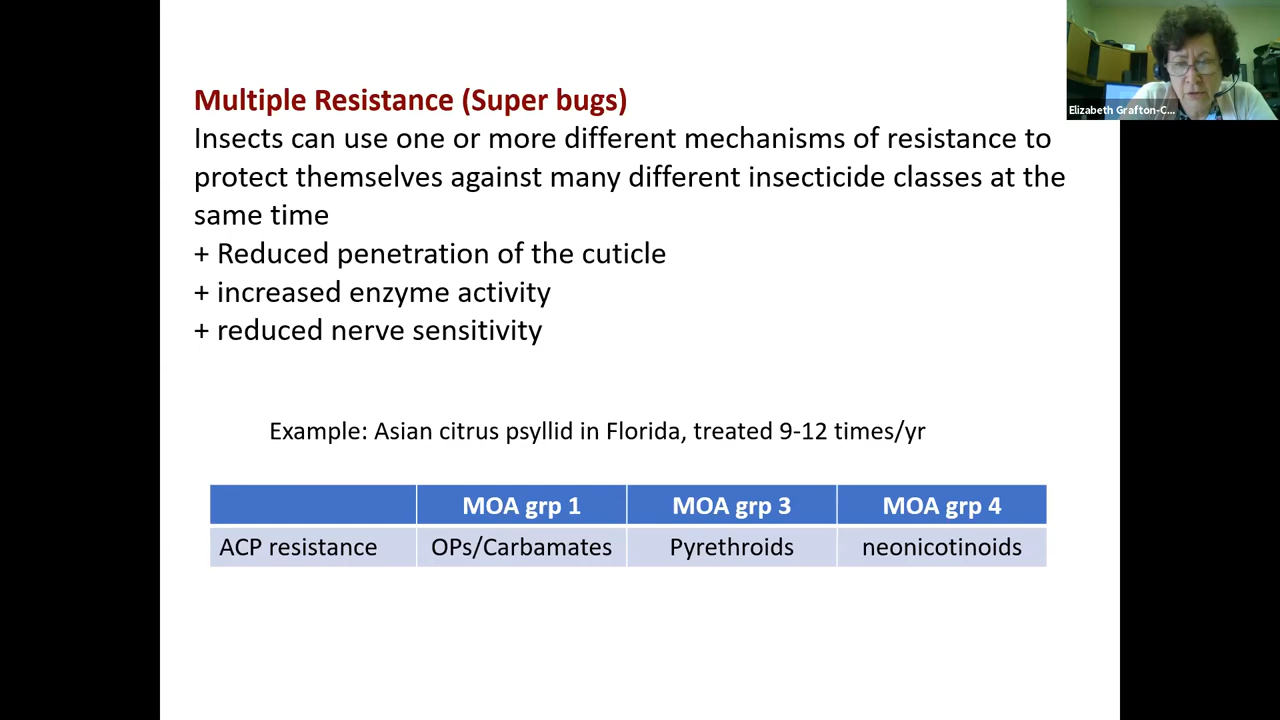 Multiple Resistance (Super bugs)
Insects can use one or more different mechanisms of resistance to
protect themselves against many different insecticide classes at the
same time
+ Reduced penetration of the cuticle
+ increased enzyme activity
+ reduced nerve sensitivity
Example: Asian citrus psyllid in Florida, treated 9-12 times/yr
MOA grp 1 MOA grp 3 MOA grp 4
ACP resistance OPs/Carbamates Pyrethroids neonicotinoids
Elizabeth Grafton-C...